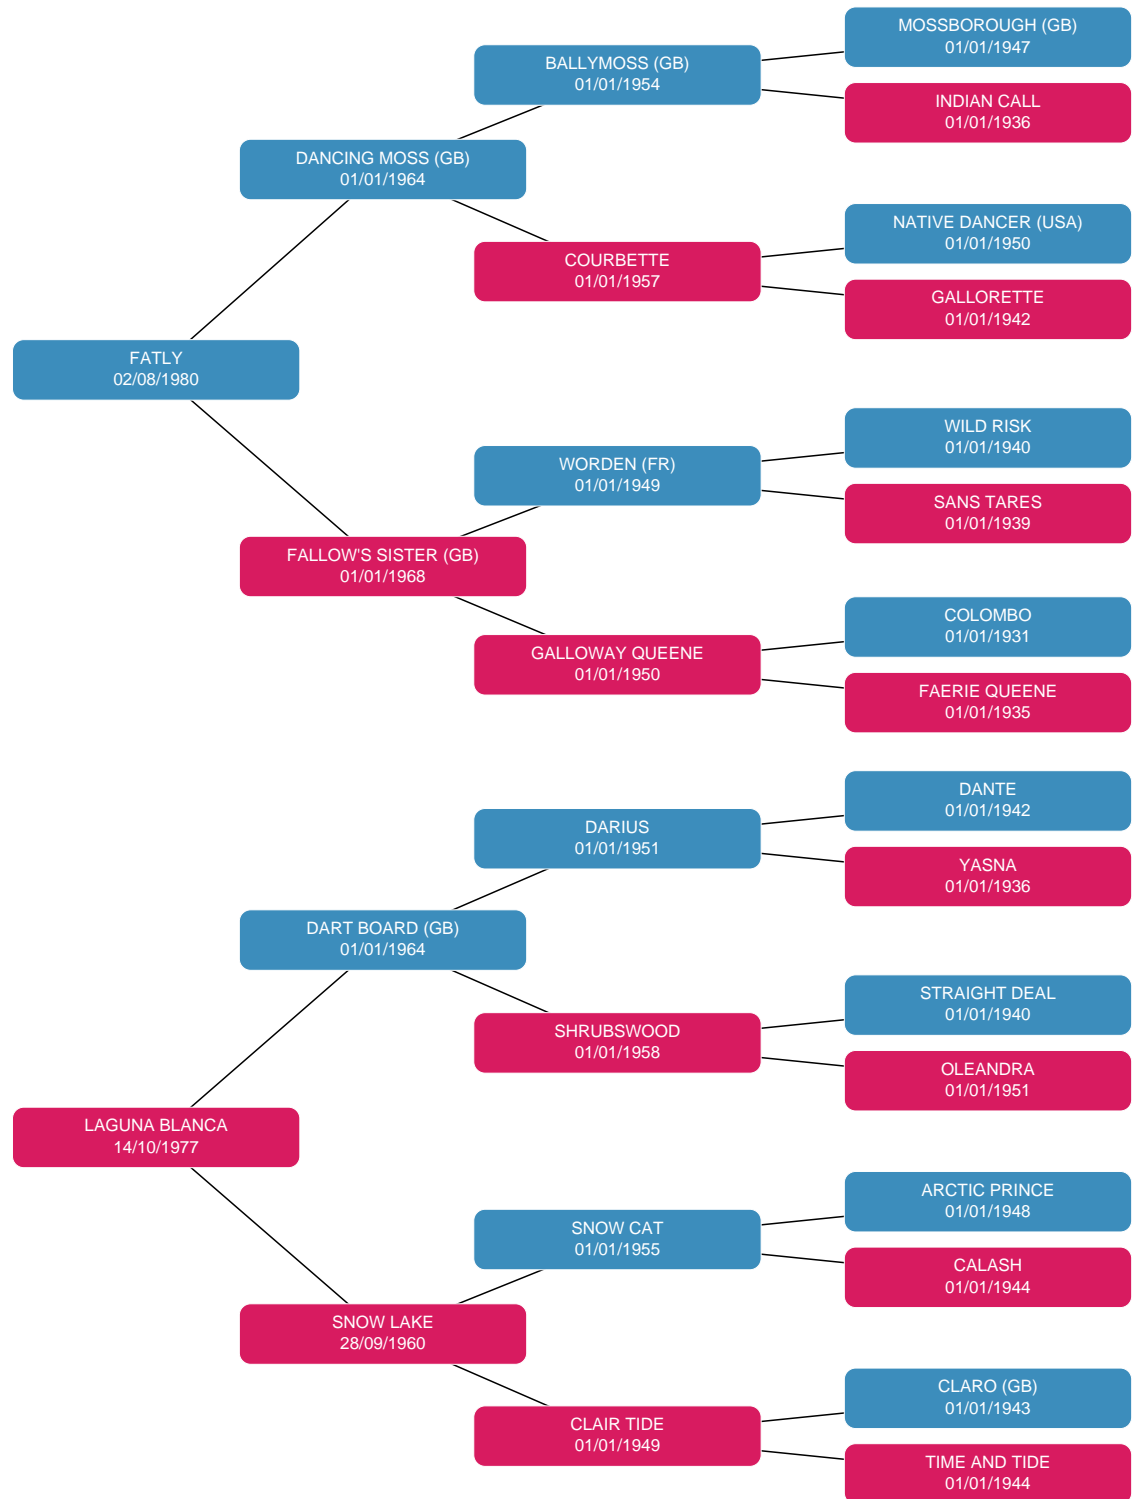 MOSSBOROUGH (GB)
01/01/1947
BALLYMOSS (GB)
01/01/1954
INDIAN CALL
01/01/1936
DANCING MOSS (GB)
01/01/1964
NATIVE DANCER (USA)
01/01/1950
COURBETTE
01/01/1957
GALLORETTE
01/01/1942
FATLY
02/08/1980
WILD RISK
01/01/1940
WORDEN (FR)
01/01/1949
SANS TARES
01/01/1939
FALLOW'S SISTER (GB)
01/01/1968
COLOMBO
01/01/1931
GALLOWAY QUEENE
01/01/1950
FAERIE QUEENE
01/01/1935
DANTE
01/01/1942
DARIUS
01/01/1951
YASNA
01/01/1936
DART BOARD (GB)
01/01/1964
STRAIGHT DEAL
01/01/1940
SHRUBSWOOD
01/01/1958
OLEANDRA
01/01/1951
LAGUNA BLANCA
14/10/1977
ARCTIC PRINCE
01/01/1948
SNOW CAT
01/01/1955
CALASH
01/01/1944
SNOW LAKE
28/09/1960
CLARO (GB)
01/01/1943
CLAIR TIDE
01/01/1949
TIME AND TIDE
01/01/1944